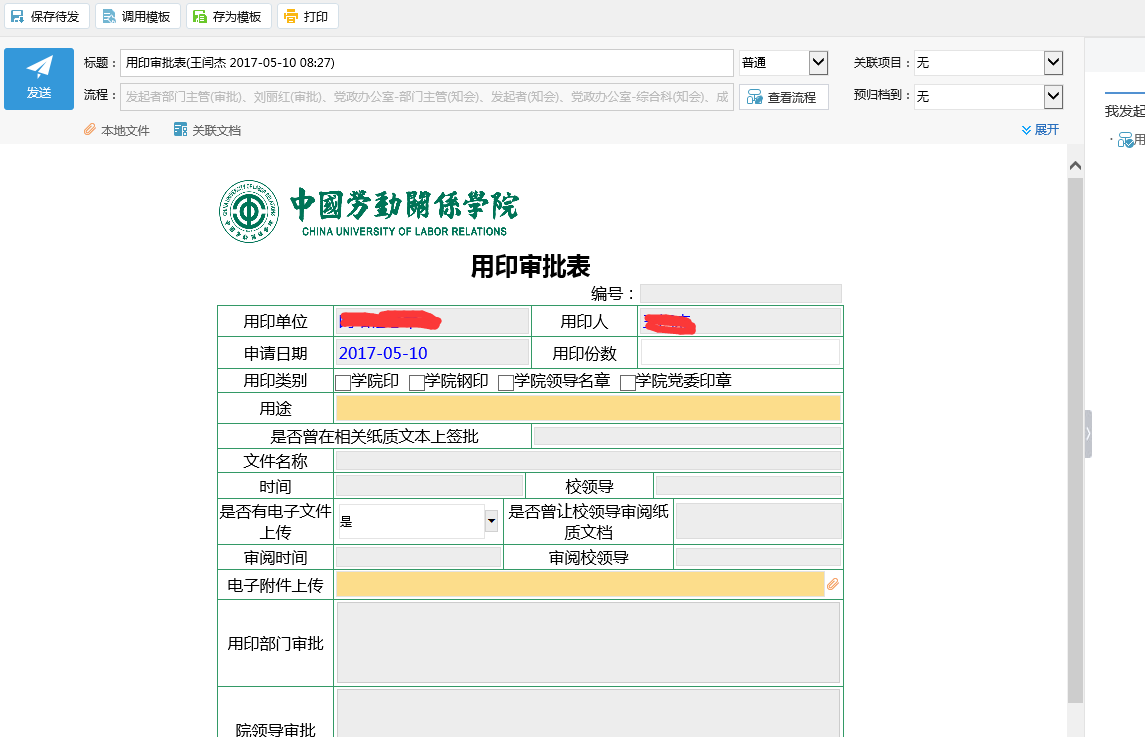 保存待发 调用模板 存为模板 打印
发送
标题： 用印审批表(王闫杰 2017-05-10 08:27) 普通 关联项目： 无
流程： 发起者部门主管(审批)、刘丽红(审批)、党政办公室-部门主管(知会)、发起者(知会)、党政办公室-综合科(知会)、成 查看流程 预归档到： 无
本地文件 关联文档 展开
我发起
· 用
中國劳動關係学院
CHINA UNIVERSITY OF LABOR RELATIONS
用印审批表
编号：
用印单位 用印人
申请日期 2017-05-10 用印份数
用印类别 学院印 学院钢印 学院领导名章 学院党委印章
用途
是否曾在相关纸质文本上签批
文件名称
时间 校领导
是否有电子文件上传 是 是否曾让校领导审阅纸质文档
审阅时间 审阅校领导
电子附件上传
用印部门审批
院领导审批